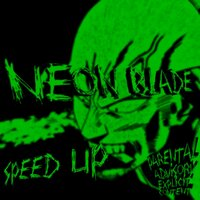 NEON BLADE
SPEED UP
PARENTAL
ADVISORY
EXPLICIT
CONTENT